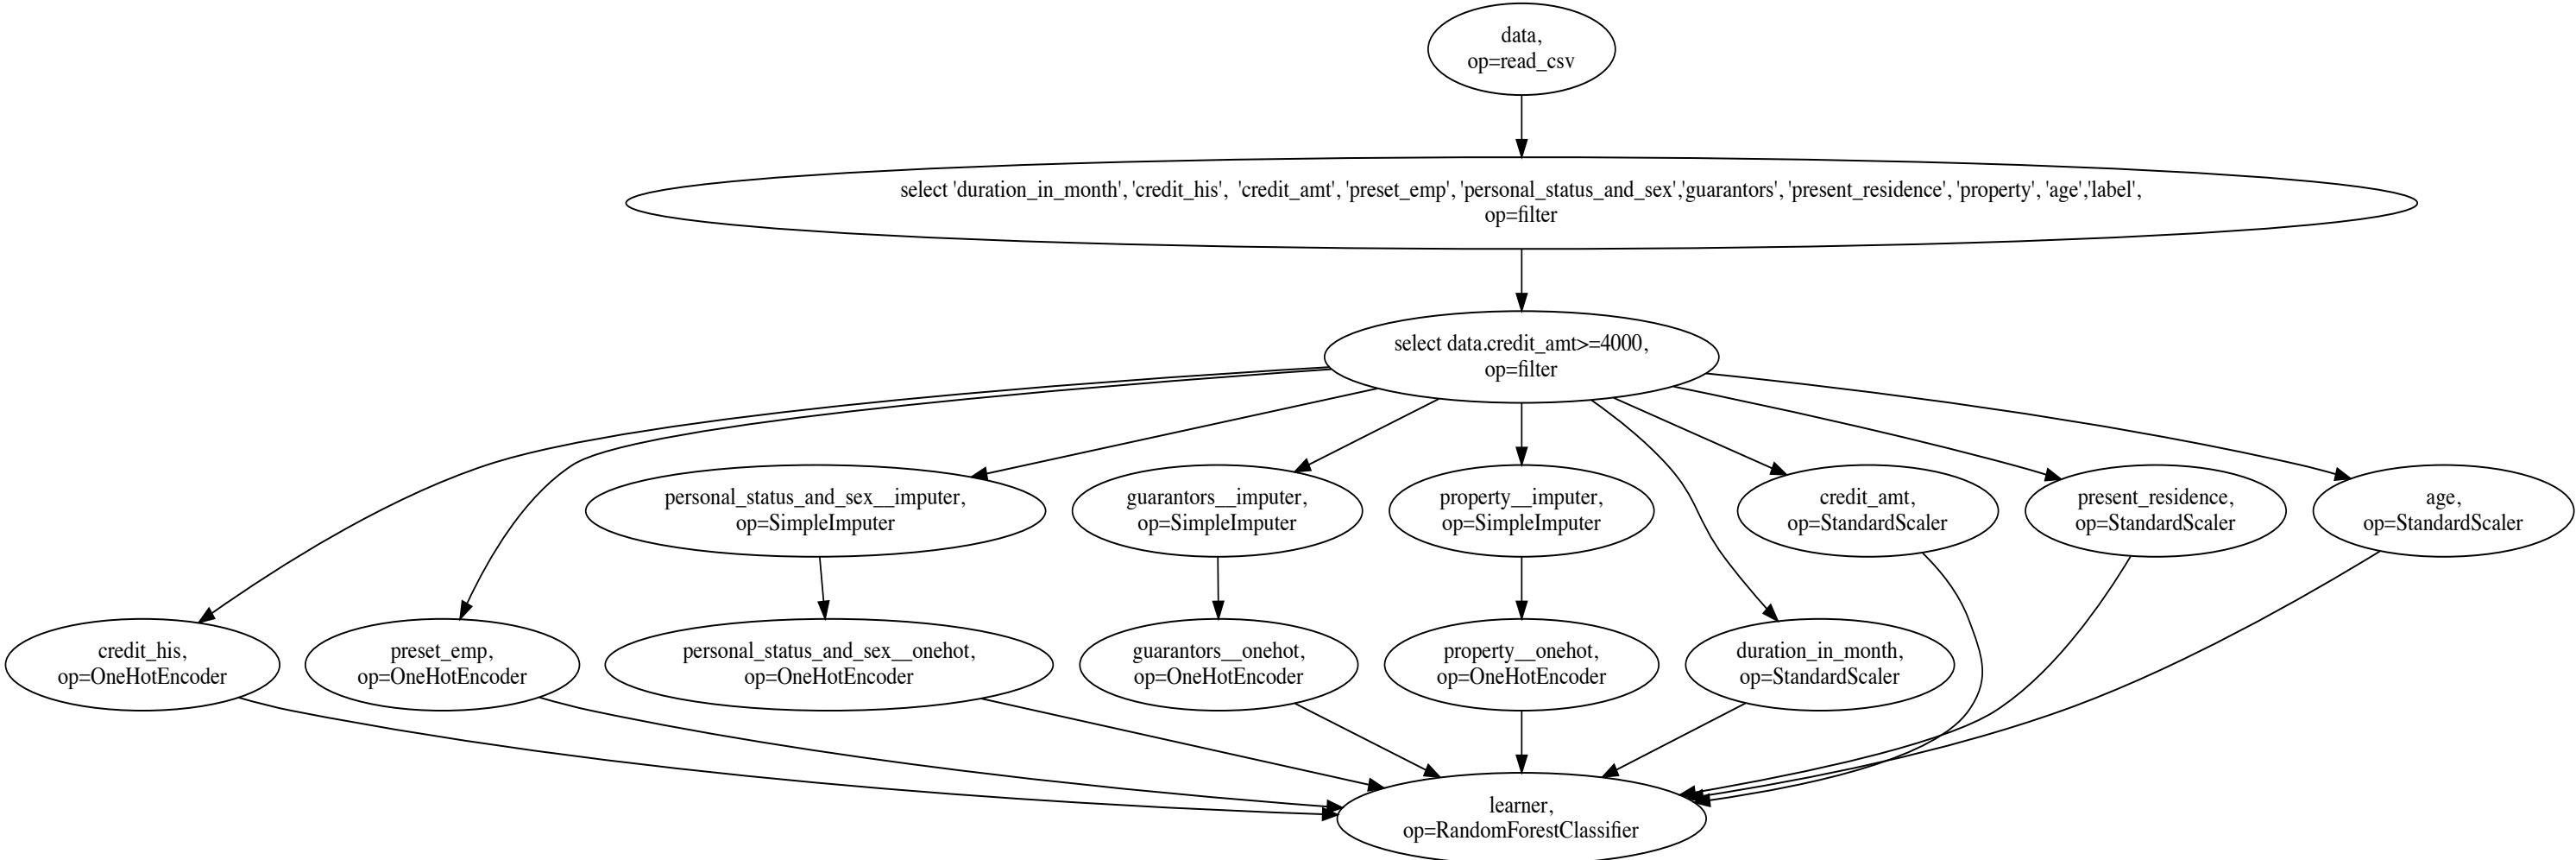 data,
op=read_csv
select 'duration_in_month', 'credit_his',  'credit_amt', 'preset_emp', 'personal_status_and_sex','guarantors', 'present_residence', 'property', 'age','label',
op=filter
select data.credit_amt>=4000,
op=filter
personal_status_and_sex__imputer,
op=SimpleImputer
guarantors__imputer,
op=SimpleImputer
property__imputer,
op=SimpleImputer
credit_amt,
op=StandardScaler
present_residence,
op=StandardScaler
age,
op=StandardScaler
credit_his,
op=OneHotEncoder
preset_emp,
op=OneHotEncoder
personal_status_and_sex__onehot,
op=OneHotEncoder
guarantors__onehot,
op=OneHotEncoder
property__onehot,
op=OneHotEncoder
duration_in_month,
op=StandardScaler
learner,
op=RandomForestClassifier